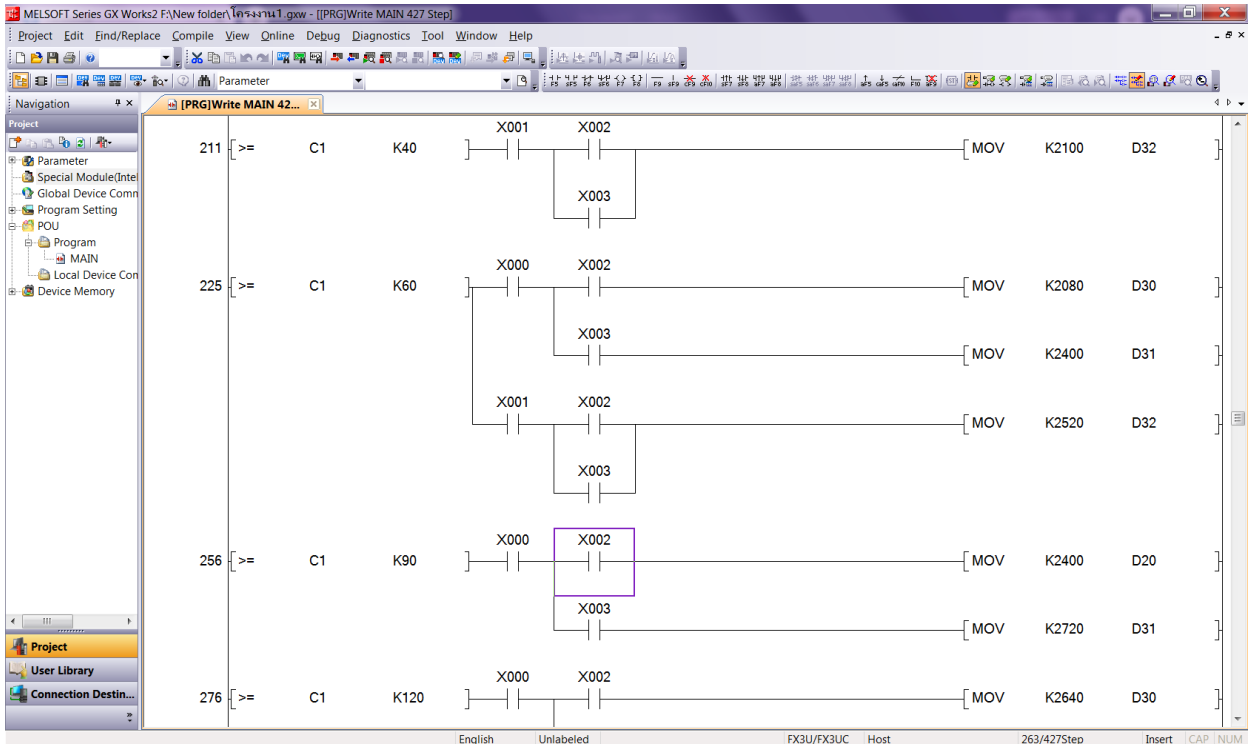 MELSOFT Series GX Works2 F:\New folder\โครงงาน1.gxw - [[PRG]Write MAIN 427 Step]
Project Edit Find/Replace Compile View Online Debug Diagnostics Tool Window Help
Parameter
Navigation
[PRG]Write MAIN 42...
Project
Parameter
Special Module(Intel
Global Device Comm
Program Setting
POU
Program
MAIN
Local Device Con
Device Memory
X001 X002
211 [>= C1 K40 ] [MOV K2100 D32 ]
X003
X000 X002
225 [>= C1 K60 ] [MOV K2080 D30 ]
X003
[MOV K2400 D31 ]
X001 X002
[MOV K2520 D32 ]
X003
X000 X002
256 [>= C1 K90 ] [MOV K2400 D20 ]
X003
[MOV K2720 D31 ]
X000 X002
276 [>= C1 K120 ] [MOV K2640 D30 ]
Project
User Library
Connection Destin...
English Unlabeled FX3U/FX3UC Host 263/427Step Insert CAP NUM